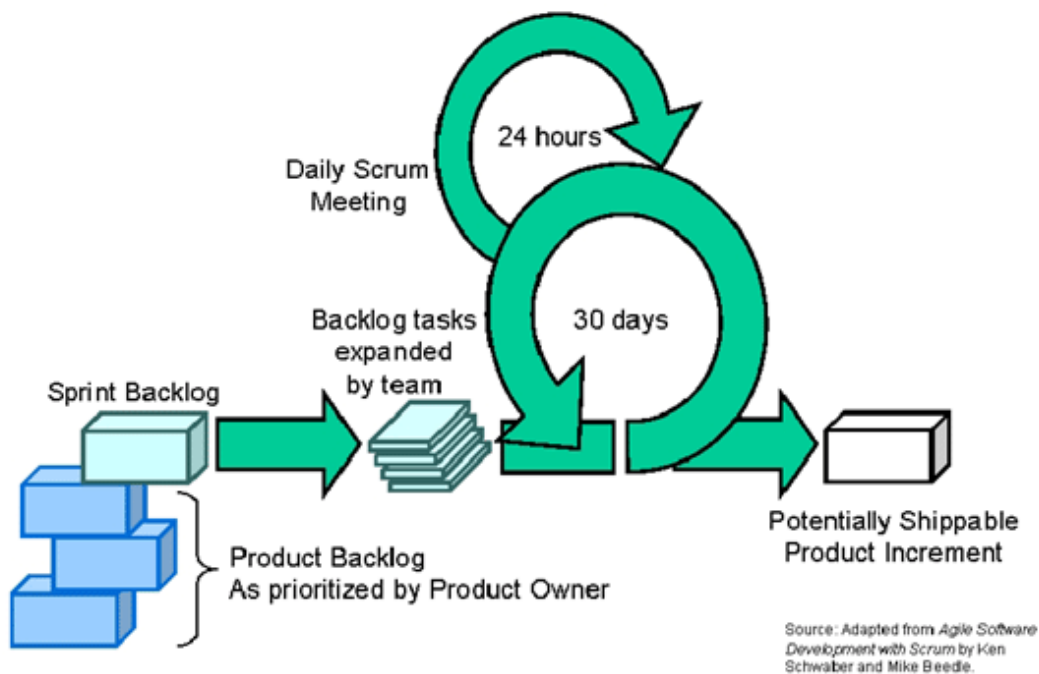 24 hours
Daily Scrum
Meeting
Backlog tasks
expanded
by team
30 days
Sprint Backlog
Product Backlog
As prioritized by Product Owner
Potentially Shippable
Product Increment
Source: Adapted from Agile Software
Development with Scrum by Ken
Schwaber and Mike Beedle.